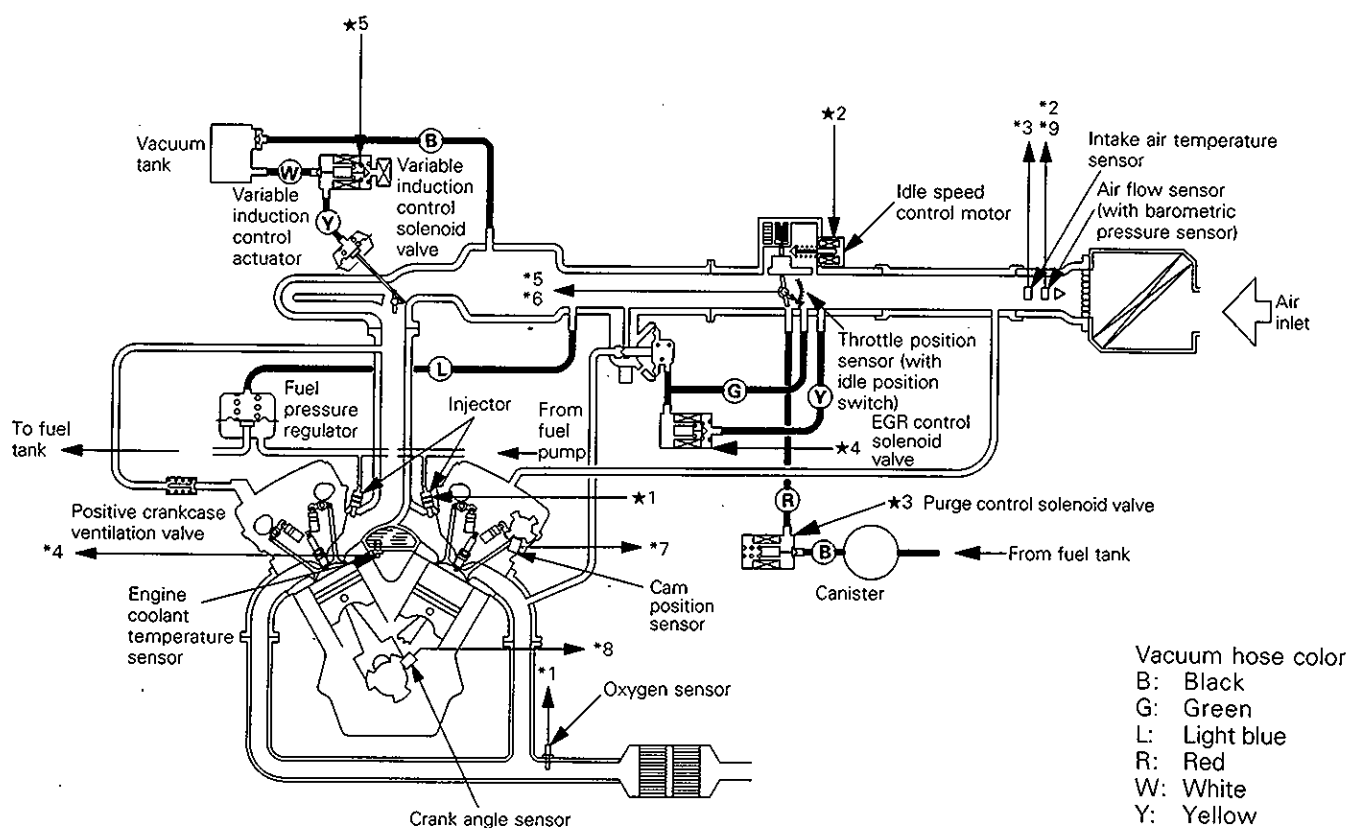 ★5
Vacuum
tank
B
W
Variable
induction
control
solenoid
valve
Variable
induction
control
actuator
Y
★2
*2
*3 *9
Intake air temperature
sensor
Air flow sensor
(with barometric
pressure sensor)
Idle speed
control motor
M
*5
*6
Air
inlet
Throttle position
sensor (with
idle position
switch)
L
G
Y
Fuel
pressure
regulator
Injector
From
fuel
pump
To fuel
tank
EGR control
solenoid
valve
★4
★1
R
★3 Purge control solenoid valve
Positive crankcase
ventilation valve
*4
*7
B
From fuel tank
Canister
Cam
position
sensor
Engine
coolant
temperature
sensor
*8
*1
Oxygen sensor
Crank angle sensor
Vacuum hose color
B: Black
G: Green
L: Light blue
R: Red
W: White
Y: Yellow